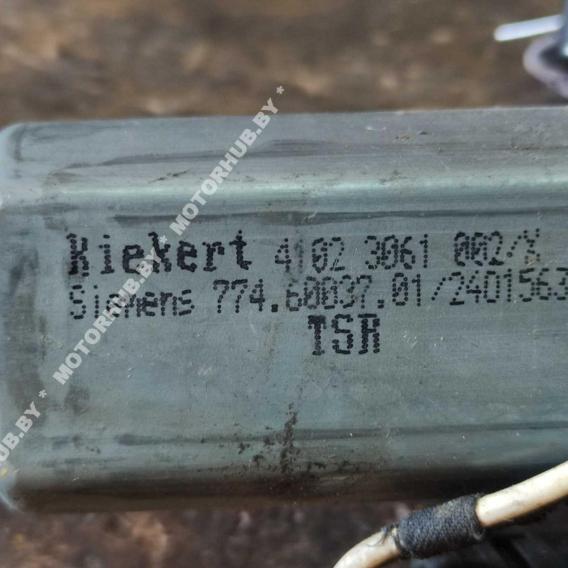 Kiekert 4102 3061 002/X
Siemens 774.60037.01/2401563
TSR
* MOTORHUB.BY * MOTORHUB.BY *